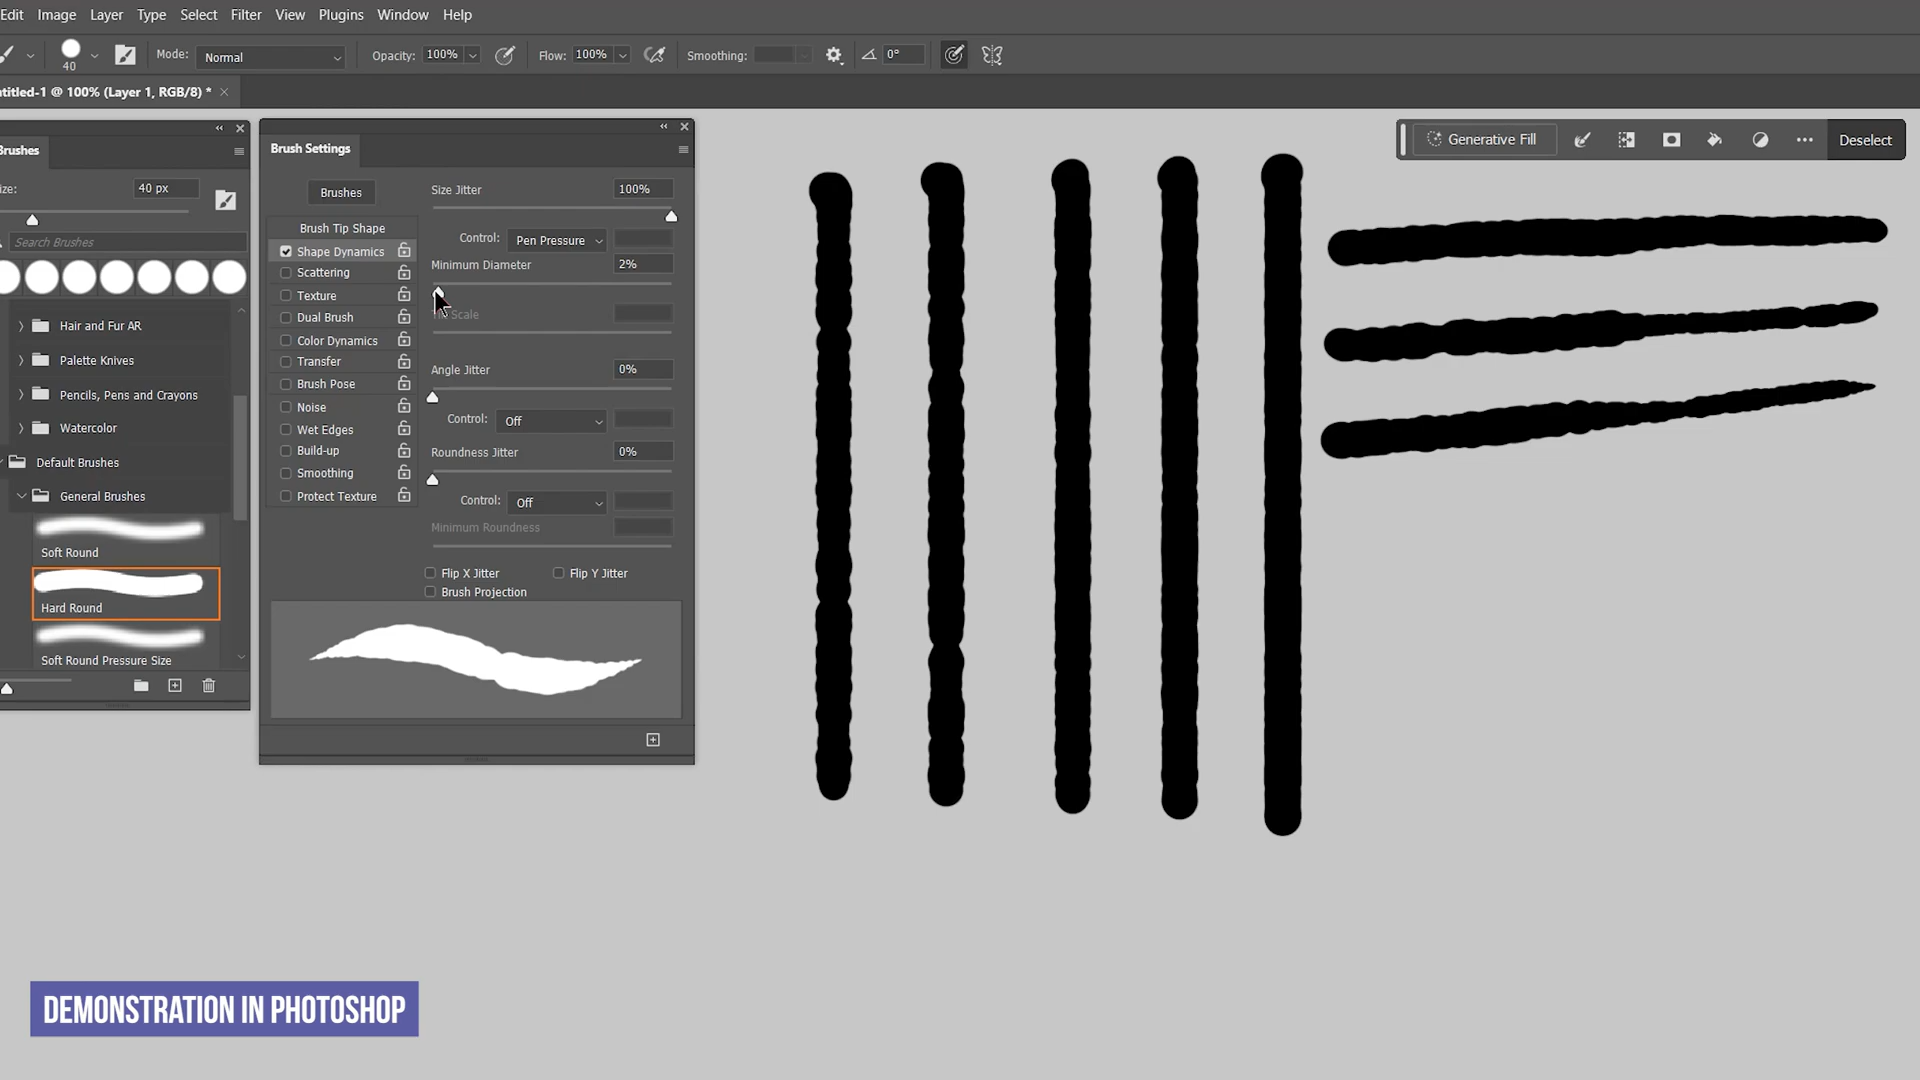 Edit Image Layer Type Select Filter View Plugins Window Help
40 Mode: Normal Opacity: 100% Flow: 100% Smoothing: 0°
ntitled-1 @ 100% (Layer 1, RGB/8) *
Brushes
ize: 40 px
Search Brushes
Hair and Fur AR
Palette Knives
Pencils, Pens and Crayons
Watercolor
Default Brushes
General Brushes
Soft Round
Hard Round
Soft Round Pressure Size
Brush Settings
Brushes
Brush Tip Shape
Shape Dynamics
Scattering
Texture
Dual Brush
Color Dynamics
Transfer
Brush Pose
Noise
Wet Edges
Build-up
Smoothing
Protect Texture
Size Jitter 100%
Control: Pen Pressure
Minimum Diameter 2%
Scale
Angle Jitter 0%
Control: Off
Roundness Jitter 0%
Control: Off
Minimum Roundness
Flip X Jitter Flip Y Jitter
Brush Projection
Generative Fill Deselect
DEMONSTRATION IN PHOTOSHOP